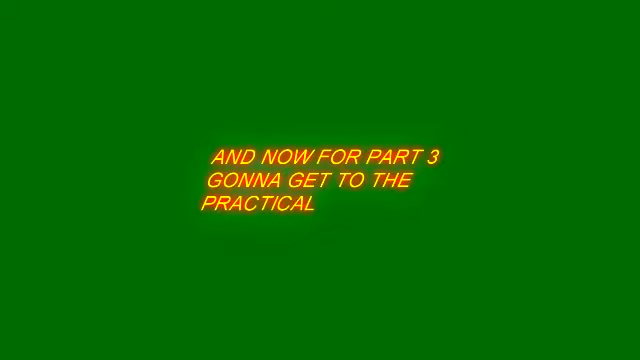 AND NOW FOR PART 3
GONNA GET TO THE
PRACTICAL